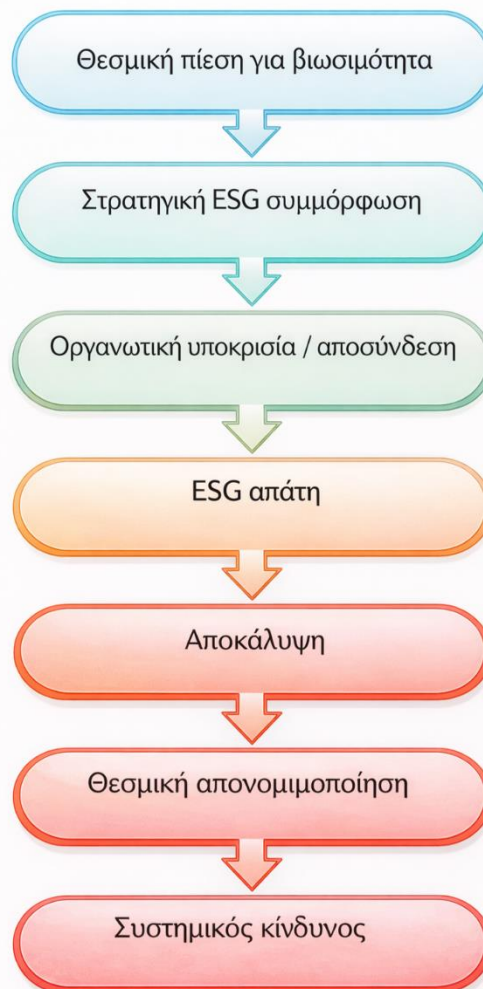 Θεσμική πίεση για βιωσιμότητα
Στρατηγική ESG συμμόρφωση
Οργανωτική υποκρισία / αποσύνδεση
ESG απάτη
Αποκάλυψη
Θεσμική απονομιμοποίηση
Συστημικός κίνδυνος